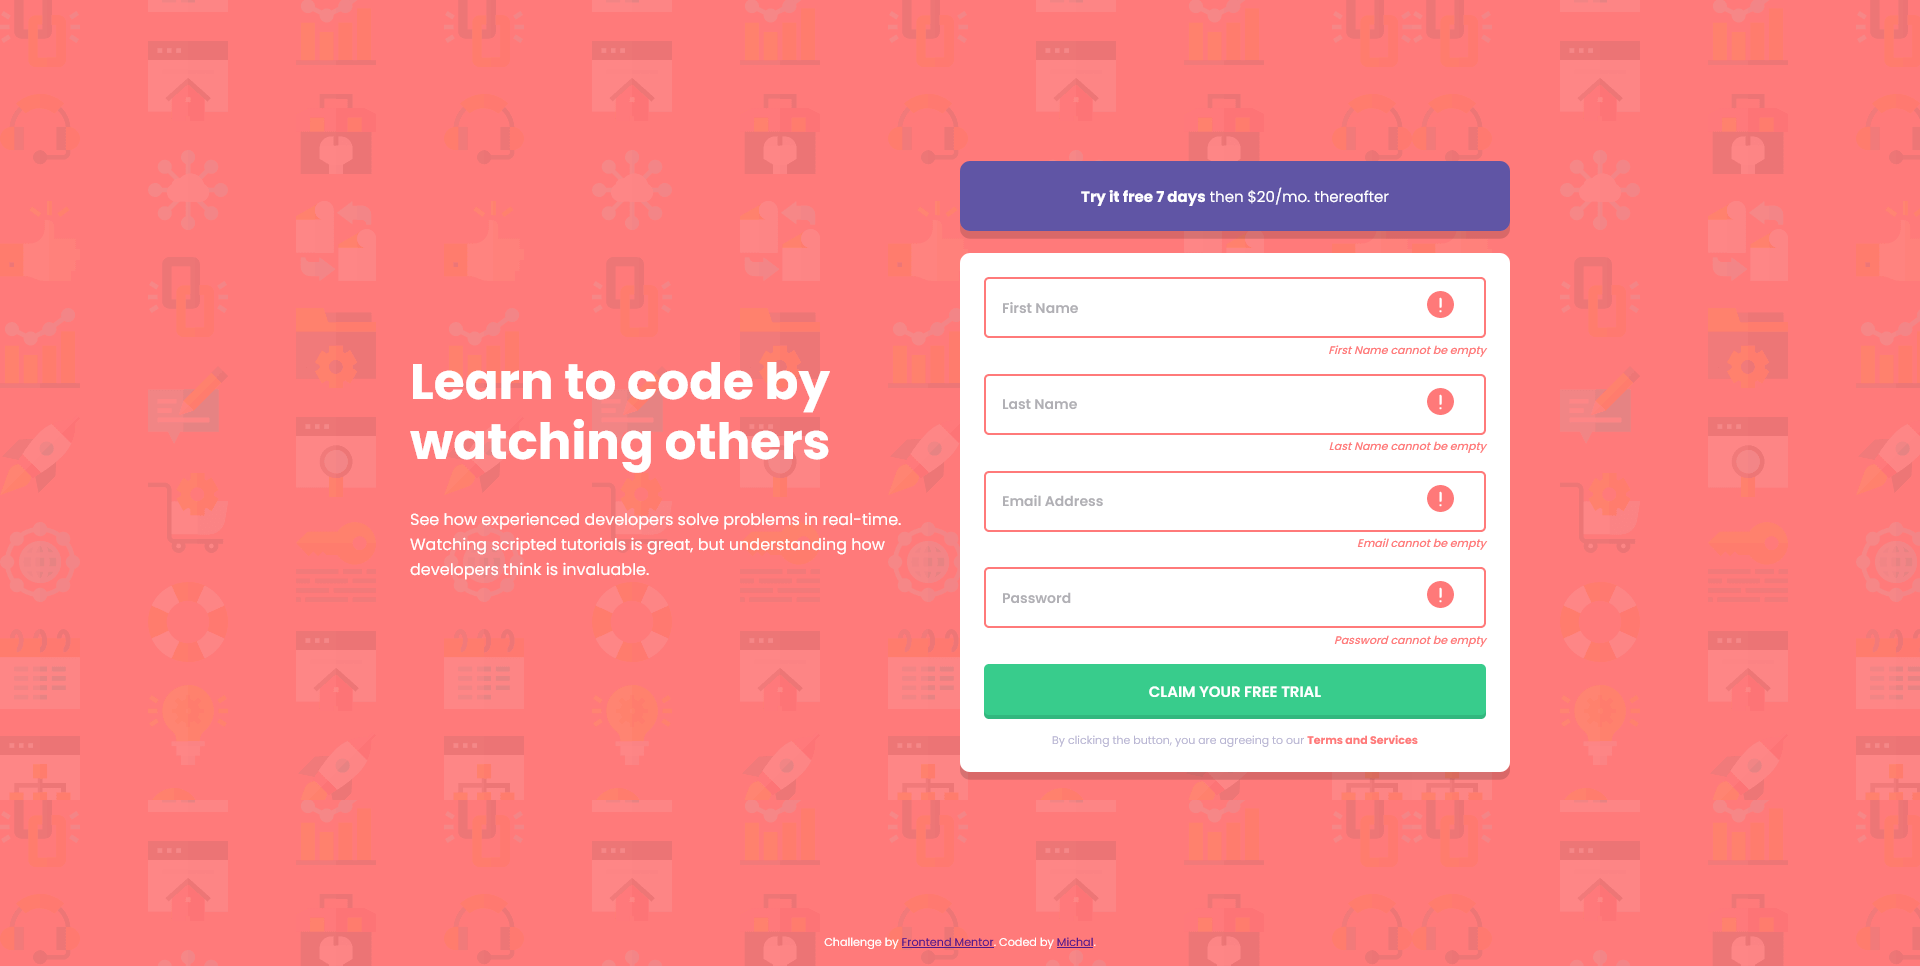 Learn to code by
watching others
See how experienced developers solve problems in real-time.
Watching scripted tutorials is great, but understanding how
developers think is invaluable.
Try it free 7 days then $20/mo. thereafter
First Name
First Name cannot be empty
Last Name
Last Name cannot be empty
Email Address
Email cannot be empty
Password
Password cannot be empty
CLAIM YOUR FREE TRIAL
By clicking the button, you are agreeing to our Terms and Services
Challenge by Frontend Mentor. Coded by Michal.